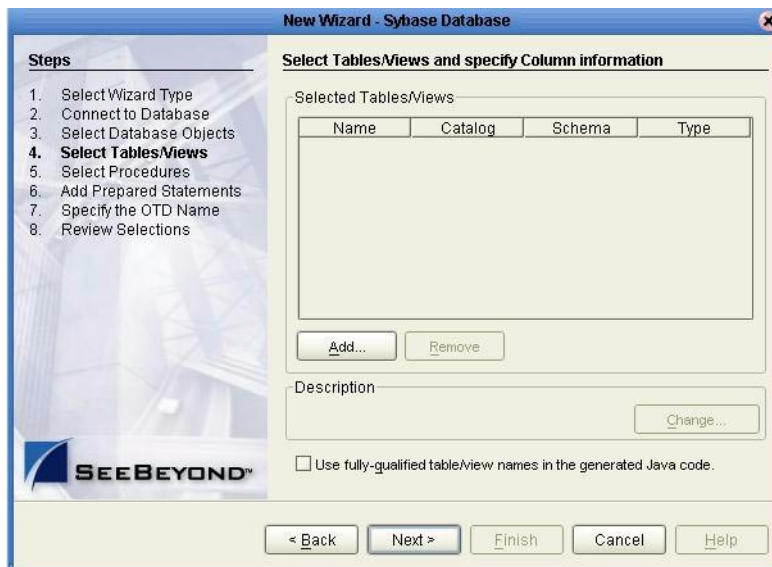 New Wizard - Sybase Database
Steps
1. Select Wizard Type
2. Connect to Database
3. Select Database Objects
4. Select Tables/Views
5. Select Procedures
6. Add Prepared Statements
7. Specify the OTD Name
8. Review Selections
SEEBEYOND™
Select Tables/Views and specify Column information
Selected Tables/Views
Name Catalog Schema Type
Add... Remove
Description
Change...
Use fully-qualified table/view names in the generated Java code.
< Back Next > Finish Cancel Help